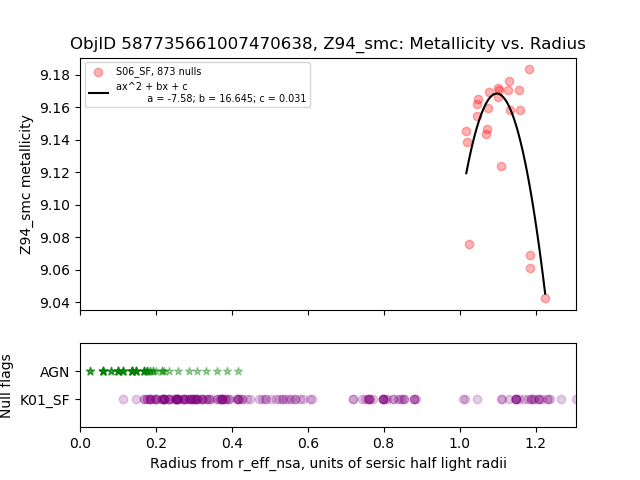 ObjID 587735661007470638, Z94_smc: Metallicity vs. Radius
S06_SF, 873 nulls
ax^2 + bx + c
a = -7.58; b = 16.645; c = 0.031
Z94_smc metallicity
9.18
9.16
9.14
9.12
9.10
9.08
9.06
9.04
Null flags
AGN
K01_SF
0.0 0.2 0.4 0.6 0.8 1.0 1.2
Radius from r_eff_nsa, units of sersic half light radii